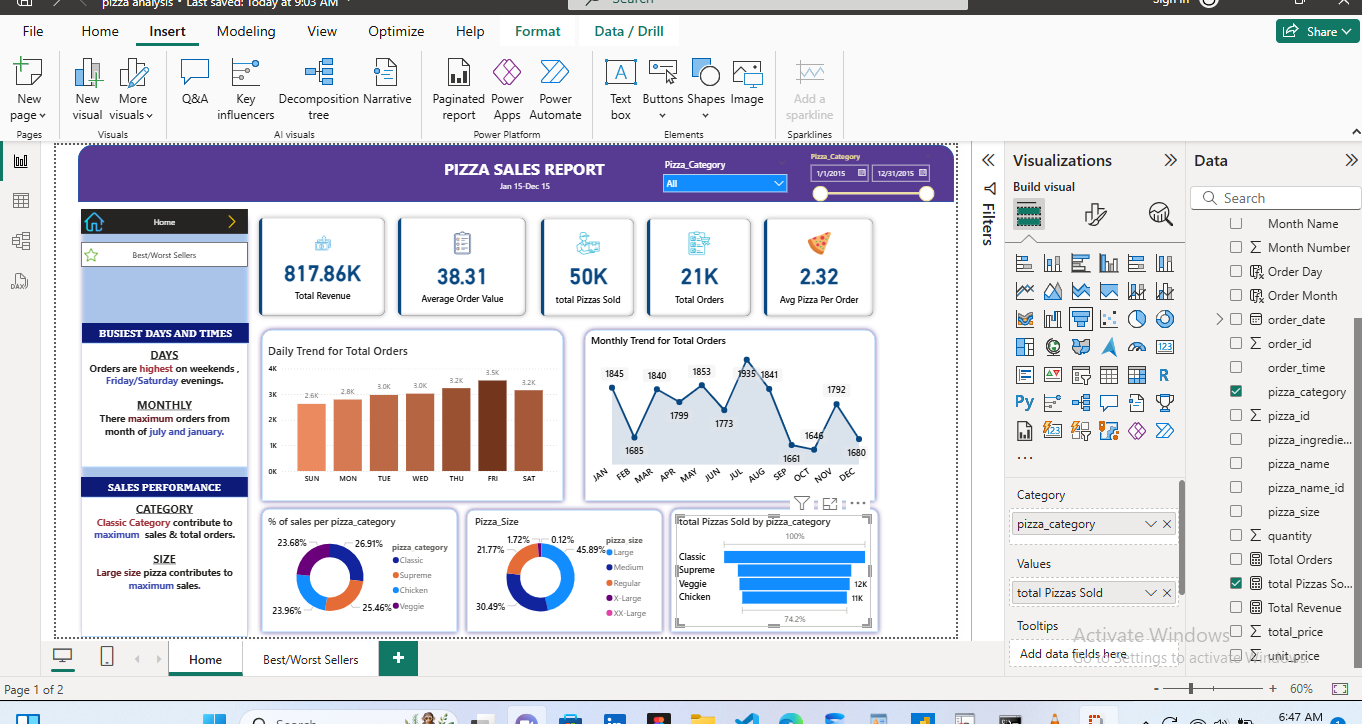 pizza analysis • Last saved: Today at 9:03 AM
Search
Sign in
File Home Insert Modeling View Optimize Help Format Data / Drill
Share
New page
New visual
More visuals
Q&A
Key influencers
Decomposition tree
Narrative
Paginated report
Power Apps
Power Automate
Text box
Buttons
Shapes
Image
Add a sparkline
Pages
Visuals
AI visuals
Power Platform
Elements
Sparklines
PIZZA SALES REPORT
Jan 15-Dec 15
Pizza_Category
All
Pizza_Category
1/1/2015
12/31/2015
Home
Best/Worst Sellers
BUSIEST DAYS AND TIMES
DAYS
Orders are highest on weekends ,
Friday/Saturday evenings.
MONTHLY
There maximum orders from
month of july and january.
SALES PERFORMANCE
CATEGORY
Classic Category contribute to
maximum sales & total orders.
SIZE
Large size pizza contributes to
maximum sales.
817.86K
Total Revenue
38.31
Average Order Value
50K
total Pizzas Sold
21K
Total Orders
2.32
Avg Pizza Per Order
Daily Trend for Total Orders
4K
3K
2K
1K
0K
2.6K 2.8K 3.0K 3.0K 3.2K 3.5K 3.2K
SUN MON TUE WED THU FRI SAT
Monthly Trend for Total Orders
1845 1685 1840 1799 1853 1773 1935 1841 1661 1646 1792 1680
JAN FEB MAR APR MAY JUN JUL AUG SEP OCT NOV DEC
% of sales per pizza_category
23.68%
26.91%
23.96%
25.46%
pizza_category
Classic
Supreme
Chicken
Veggie
Pizza_Size
1.72%
0.12%
21.77%
45.89%
30.49%
pizza_size
Large
Medium
Regular
X-Large
XX-Large
total Pizzas Sold by pizza_category
100%
Classic
Supreme
Veggie 12K
Chicken 11K
74.2%
Filters
Visualizations
Build visual
123
R
Py
Category
pizza_category
Values
total Pizzas Sold
Tooltips
Add data fields here
Data
Search
Month Name
Month Number
Order Day
Order Month
order_date
order_id
order_time
pizza_category
pizza_id
pizza_ingredie...
pizza_name
pizza_name_id
pizza_size
quantity
Total Orders
total Pizzas So...
Total Revenue
total_price
unit_price
Activate Windows
Go to Settings to activate Windows.
Home
Best/Worst Sellers
+
Page 1 of 2
- + 60%
Search
6:47 AM